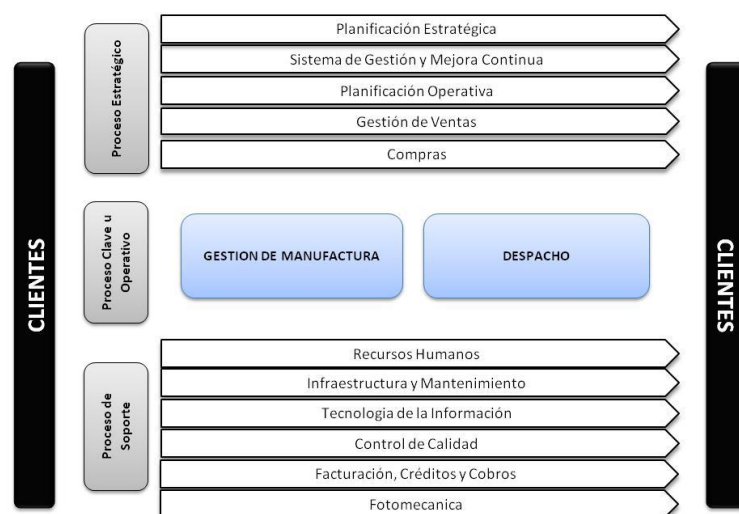 CLIENTES
Proceso Estratégico
Planificación Estratégica
Sistema de Gestión y Mejora Continua
Planificación Operativa
Gestión de Ventas
Compras
Proceso Clave u
Operativo
GESTION DE MANUFACTURA
DESPACHO
Proceso de
Soporte
Recursos Humanos
Infraestructura y Mantenimiento
Tecnologia de la Información
Control de Calidad
Facturación, Créditos y Cobros
Fotomecanica
CLIENTES